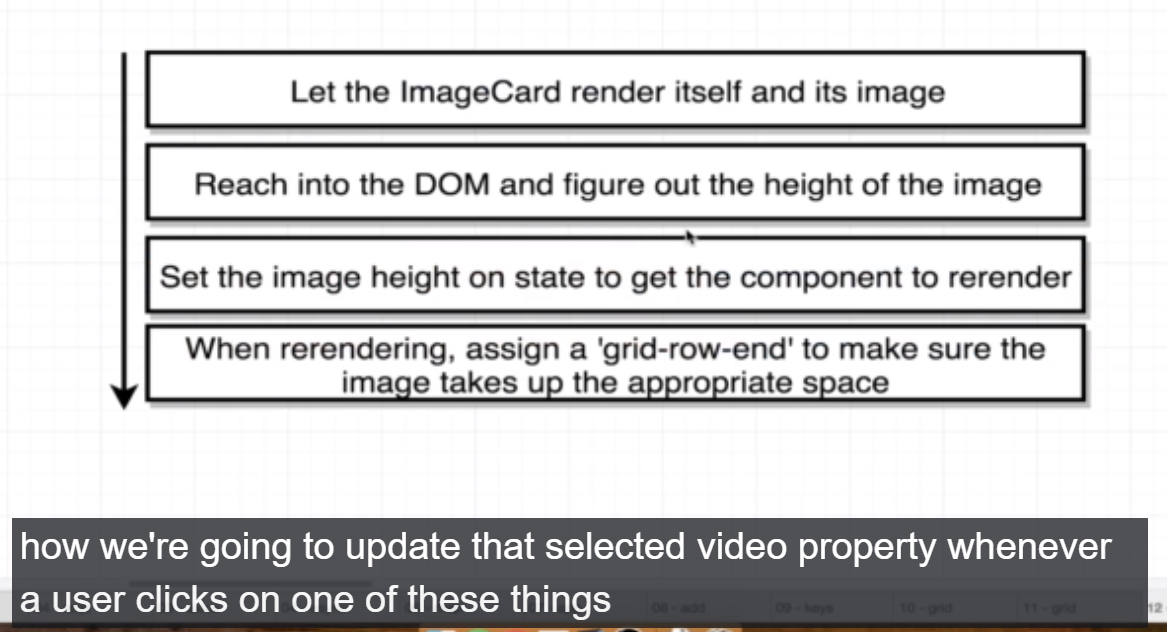 Let the ImageCard render itself and its image
Reach into the DOM and figure out the height of the image
Set the image height on state to get the component to rerender
When rerendering, assign a 'grid-row-end' to make sure the
image takes up the appropriate space
how we're going to update that selected video property whenever
a user clicks on one of these things
08 - add 09 - keys 10 - grid 11 - grid 12